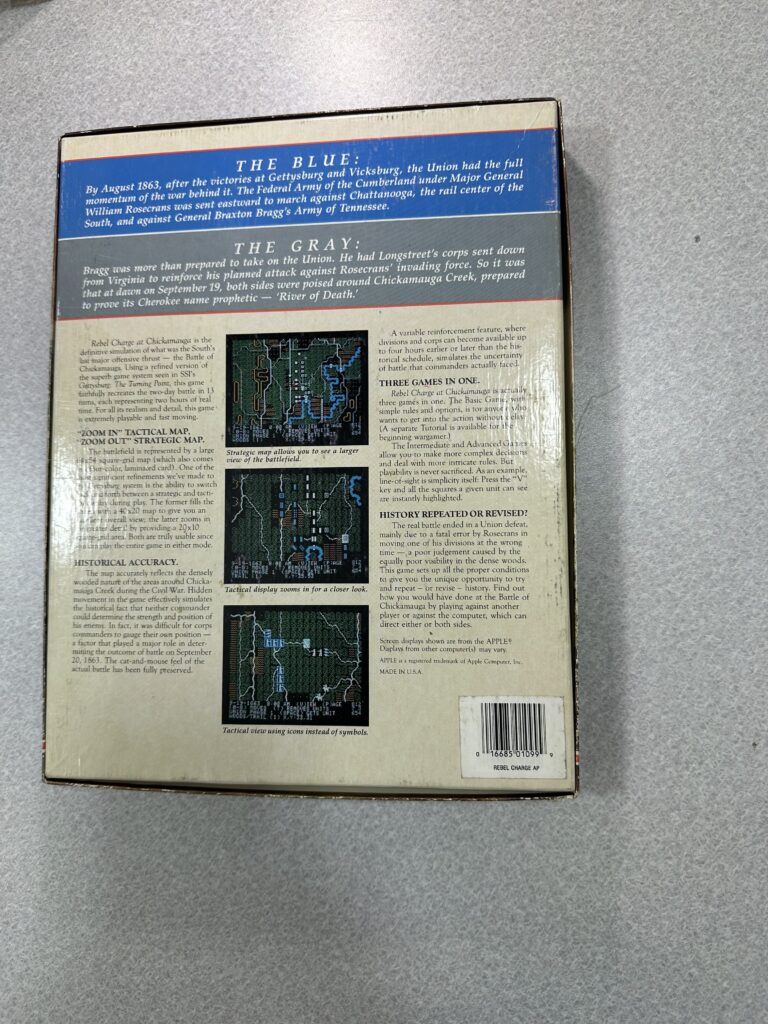 THE BLUE:
By August 1863, after the victories at Gettysburg and Vicksburg, the Union had the full
momentum of the war behind it. The Federal Army of the Cumberland under Major General
William Rosecrans was sent eastward to march against Chattanooga, the rail center of the
South, and against General Braxton Bragg's Army of Tennessee.
THE GRAY:
Bragg was more than prepared to take on the Union. He had Longstreet's corps sent down
from Virginia to reinforce his planned attack against Rosecrans' invading force. So it was
that at dawn on September 19, both sides were poised around Chickamauga Creek, prepared
to prove its Cherokee name prophetic — 'River of Death.'
Rebel Charge at Chickamauga is the
definitive simulation of what was the South's
last major offensive thrust — the Battle of
Chickamauga. Using a refined version of
the superb game system seen in SSI's
Gettysburg: The Turning Point, this game
faithfully recreates the two-day battle in 13
turns, each representing two hours of real
time. For all its realism and detail, this game
is extremely playable and fast moving.
"ZOOM IN" TACTICAL MAP,
"ZOOM OUT" STRATEGIC MAP.
The battlefield is represented by a large
square-grid map (which also comes
laminated card). One of the
significant refinements we've made to
system is the ability to switch
and forth between a strategic and tacti-
during play. The former fills the
with a 40x20 map to give you an
overall view; the latter zooms in
by providing a 20x10
area. Both are truly usable since
play the entire game in either mode.
HISTORICAL ACCURACY.
The map accurately reflects the densely
wooded nature of the areas around Chicka-
mauga Creek during the Civil War. Hidden
movement in the game effectively simulates
the historical fact that neither commander
could determine the strength and position of
his enemy. In fact, it was difficult for corps
commanders to gauge their own position —
a factor that played a major role in deter-
mining the outcome of battle on September
20, 1863. The cat-and-mouse feel of the
actual battle has been fully preserved.
Strategic map allows you to see a larger
view of the battlefield.
Tactical display zooms in for a closer look.
Tactical view using icons instead of symbols.
A variable reinforcement feature, where
divisions and corps can become available up
to four hours earlier or later than the his-
torical schedule, simulates the uncertainty
of battle that commanders actually faced.
THREE GAMES IN ONE.
Rebel Charge at Chickamauga is actually
three games in one. The Basic Game, with
simple rules and options, is for anyone who
wants to get into the action without delay.
(A separate Tutorial is available for the
beginning wargamer.)
The Intermediate and Advanced Games
allow you to make more complex decisions
and deal with more intricate rules. But
playability is never sacrificed. As an example,
line-of-sight is simplicity itself: Press the "V"
key and all the squares a given unit can see
are instantly highlighted.
HISTORY REPEATED OR REVISED?
The real battle ended in a Union defeat,
mainly due to a fatal error by Rosecrans in
moving one of his divisions at the wrong
time — a poor judgement caused by the
equally poor visibility in the dense woods.
This game sets up all the proper conditions
to give you the unique opportunity to try
and repeat – or revise – history. Find out
how you would have done at the Battle of
Chickamauga by playing against another
player or against the computer, which can
direct either or both sides.
Screen displays shown are from the APPLE®
Displays from other computer(s) may vary.
APPLE is a registered trademark of Apple Computer, Inc.
MADE IN U.S.A.
0 16685 01099 9
REBEL CHARGE AP